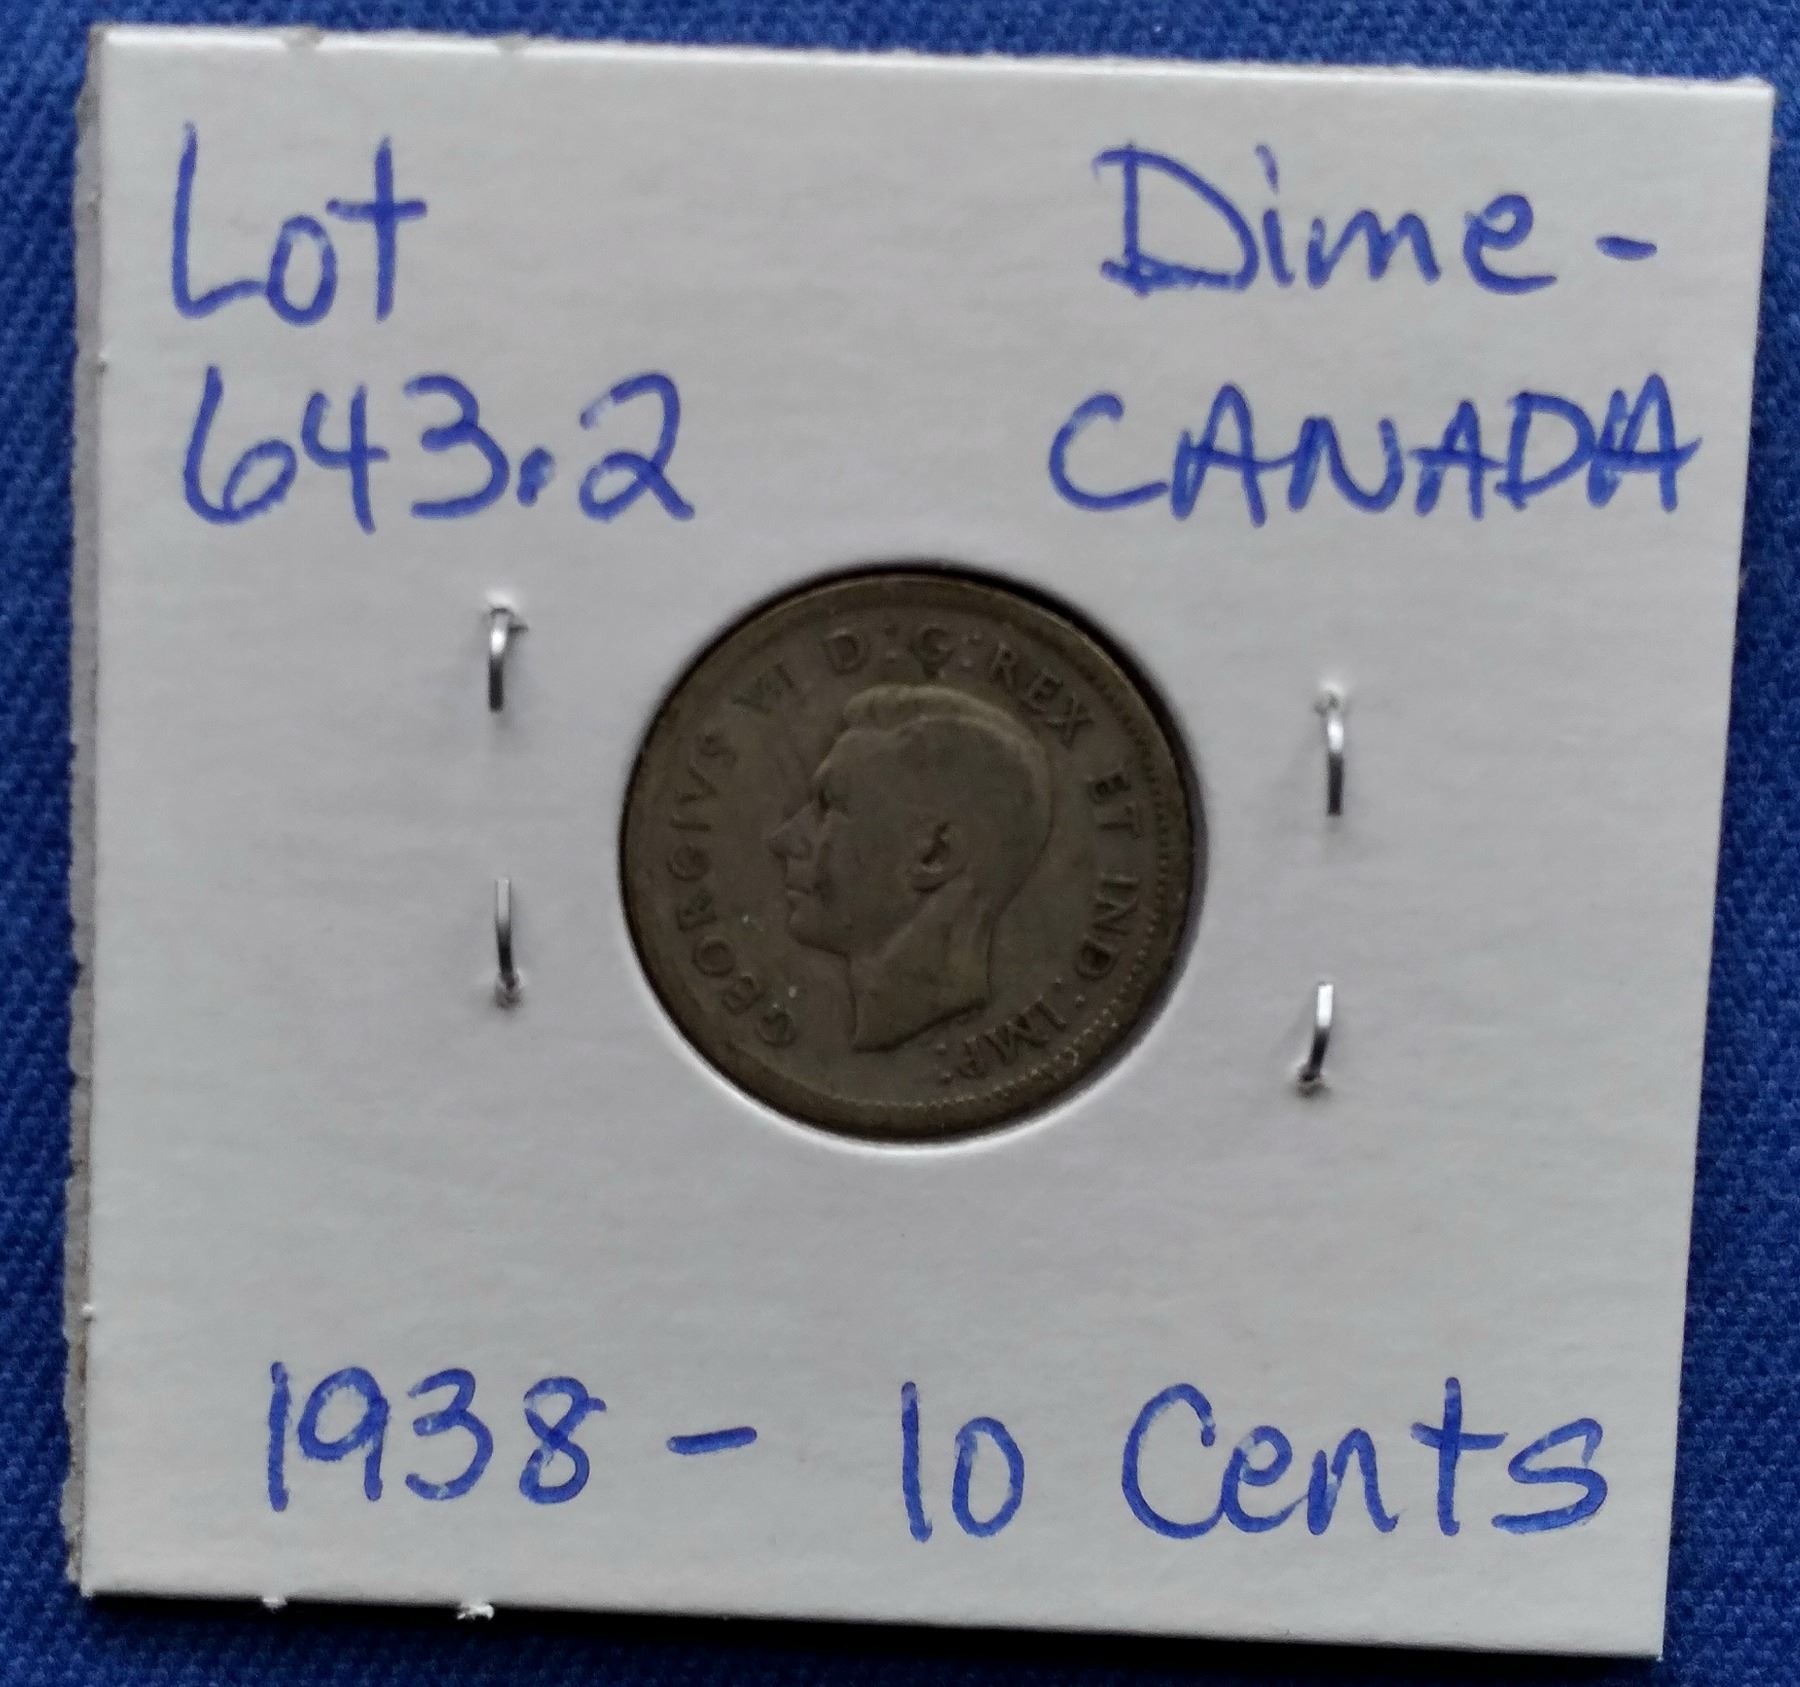 Lot
643.2
Dime -
CANADA
GEORGIVS VI D:G:REX ET IND:IMP:
1938 - 10 Cents